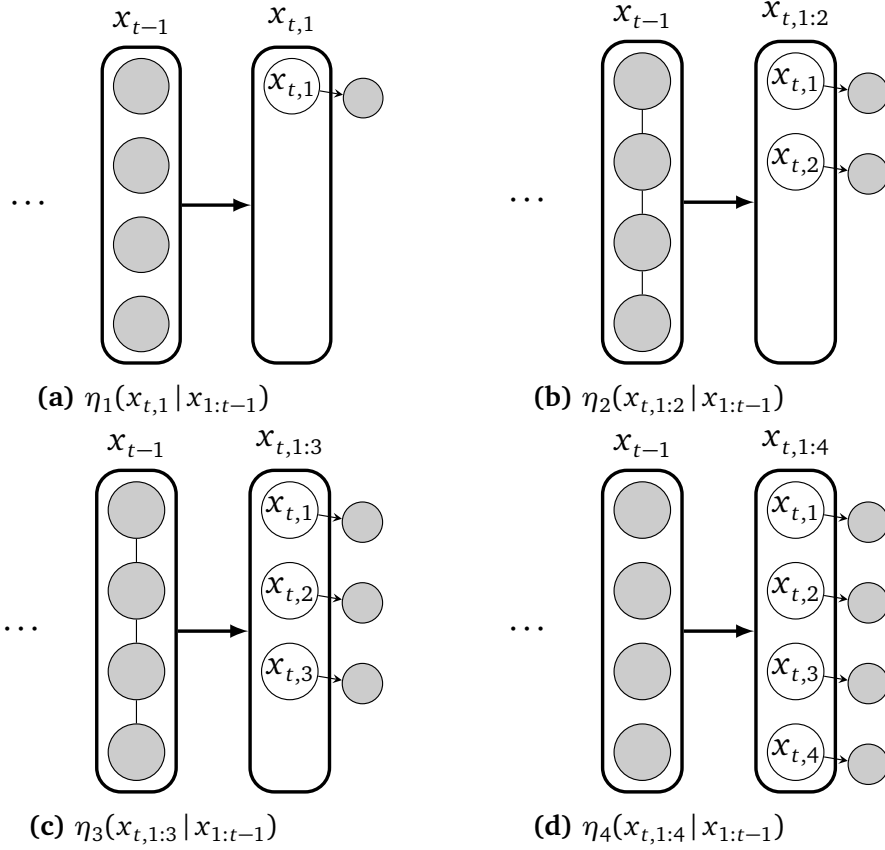 x_{t−1} x_{t,1}
x_{t,1}
⋯
(a) η_1(x_{t,1} | x_{1:t−1})
x_{t−1} x_{t,1:2}
x_{t,1}
x_{t,2}
⋯
(b) η_2(x_{t,1:2} | x_{1:t−1})
x_{t−1} x_{t,1:3}
x_{t,1}
x_{t,2}
⋯
x_{t,3}
(c) η_3(x_{t,1:3} | x_{1:t−1})
x_{t−1} x_{t,1:4}
x_{t,1}
x_{t,2}
⋯
x_{t,3}
x_{t,4}
(d) η_4(x_{t,1:4} | x_{1:t−1})